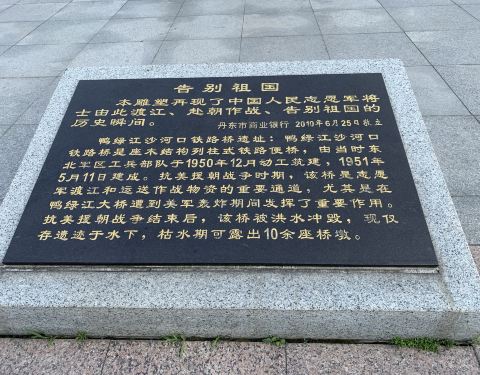 告别祖国
本雕塑再现了中国人民志愿军将
士由此渡江、赴朝作战、告别祖国的
历史瞬间。
丹东市商业银行 2010年6月25日 敬立
鸭绿江沙河口铁路桥遗址：鸭绿江沙河口
铁路桥是座木结构列柱式铁路便桥，由当时东
北军区工兵部队于1950年12月动工筑建，1951年
5月11日建成。抗美援朝战争时期，该桥是志愿
军渡江和运送作战物资的重要通道，尤其是在
鸭绿江大桥遭到美军轰炸期间发挥了重要作用。
抗美援朝战争结束后，该桥被洪水冲毁，现仅
存遗迹于水下，枯水期可露出10余座桥墩。